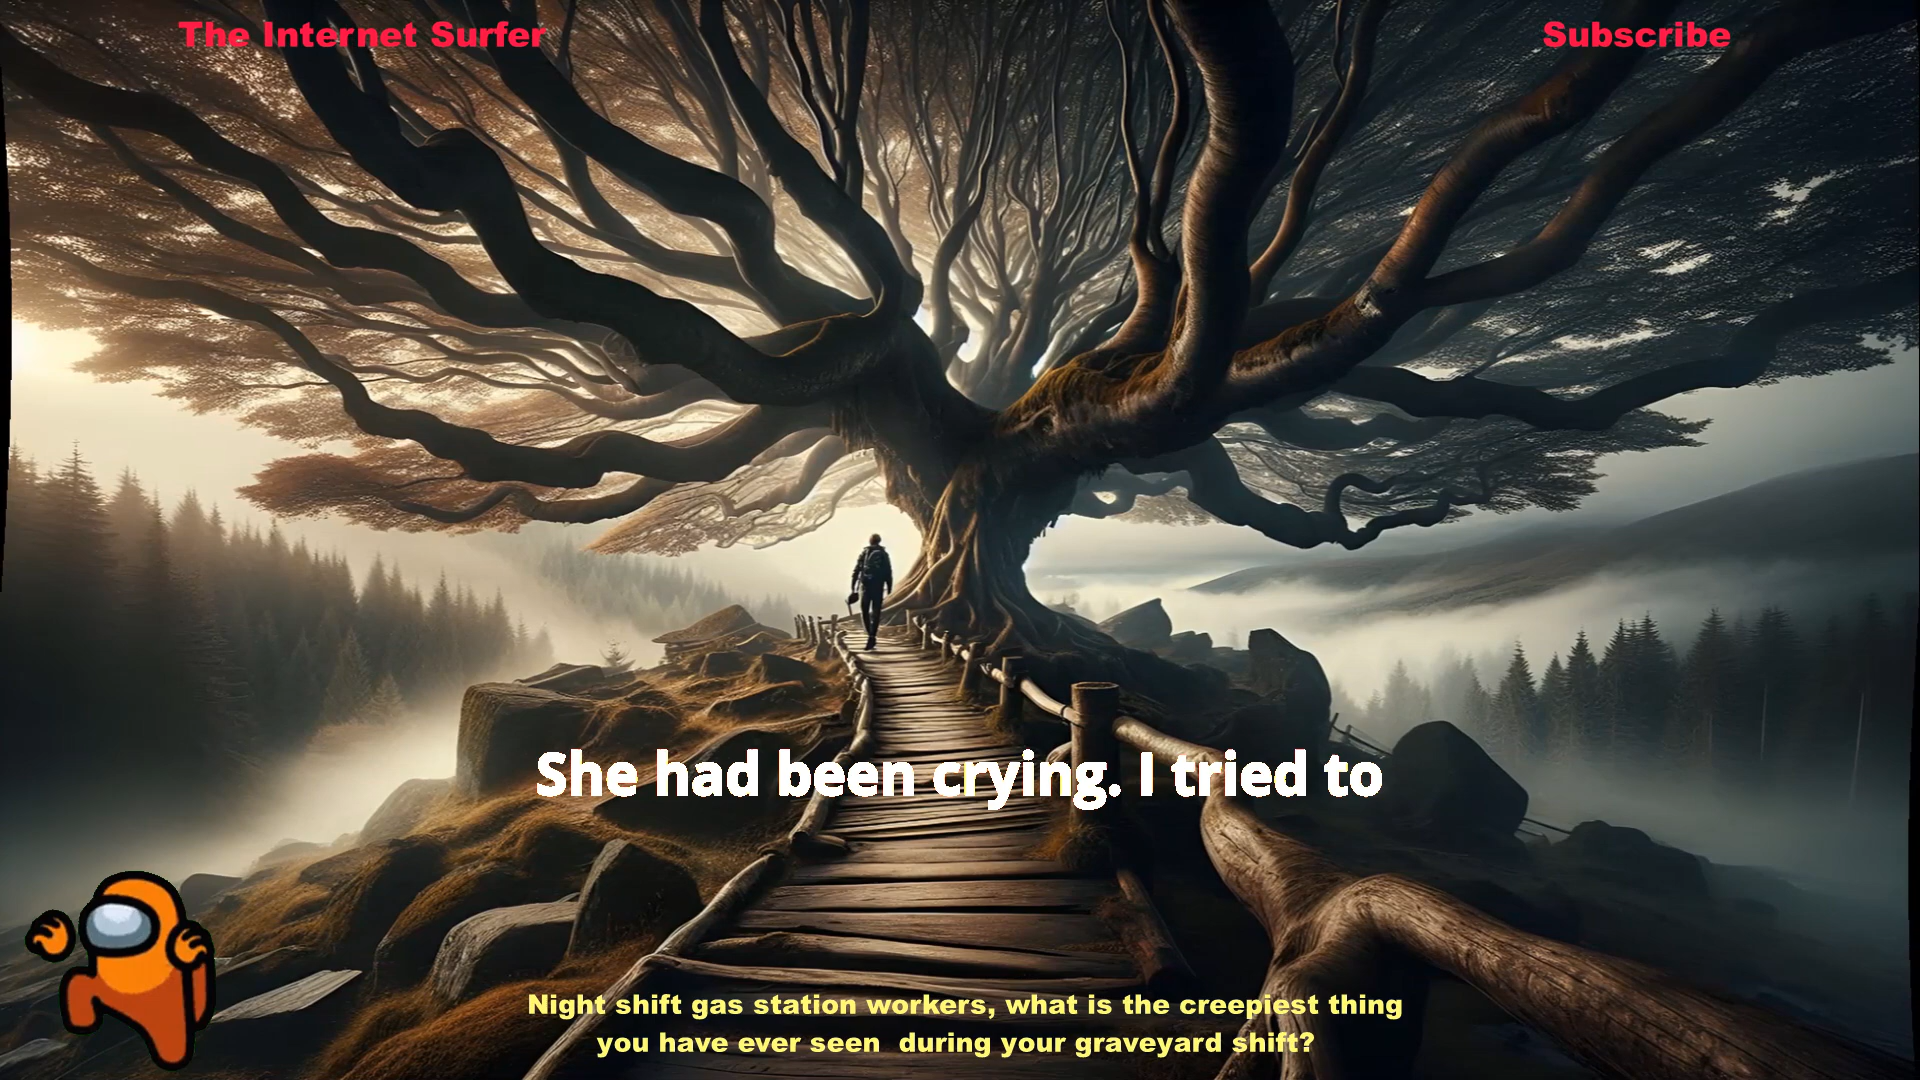 The Internet Surfer
Subscribe
She had been crying. I tried to
Night shift gas station workers, what is the creepiest thing
you have ever seen  during your graveyard shift?